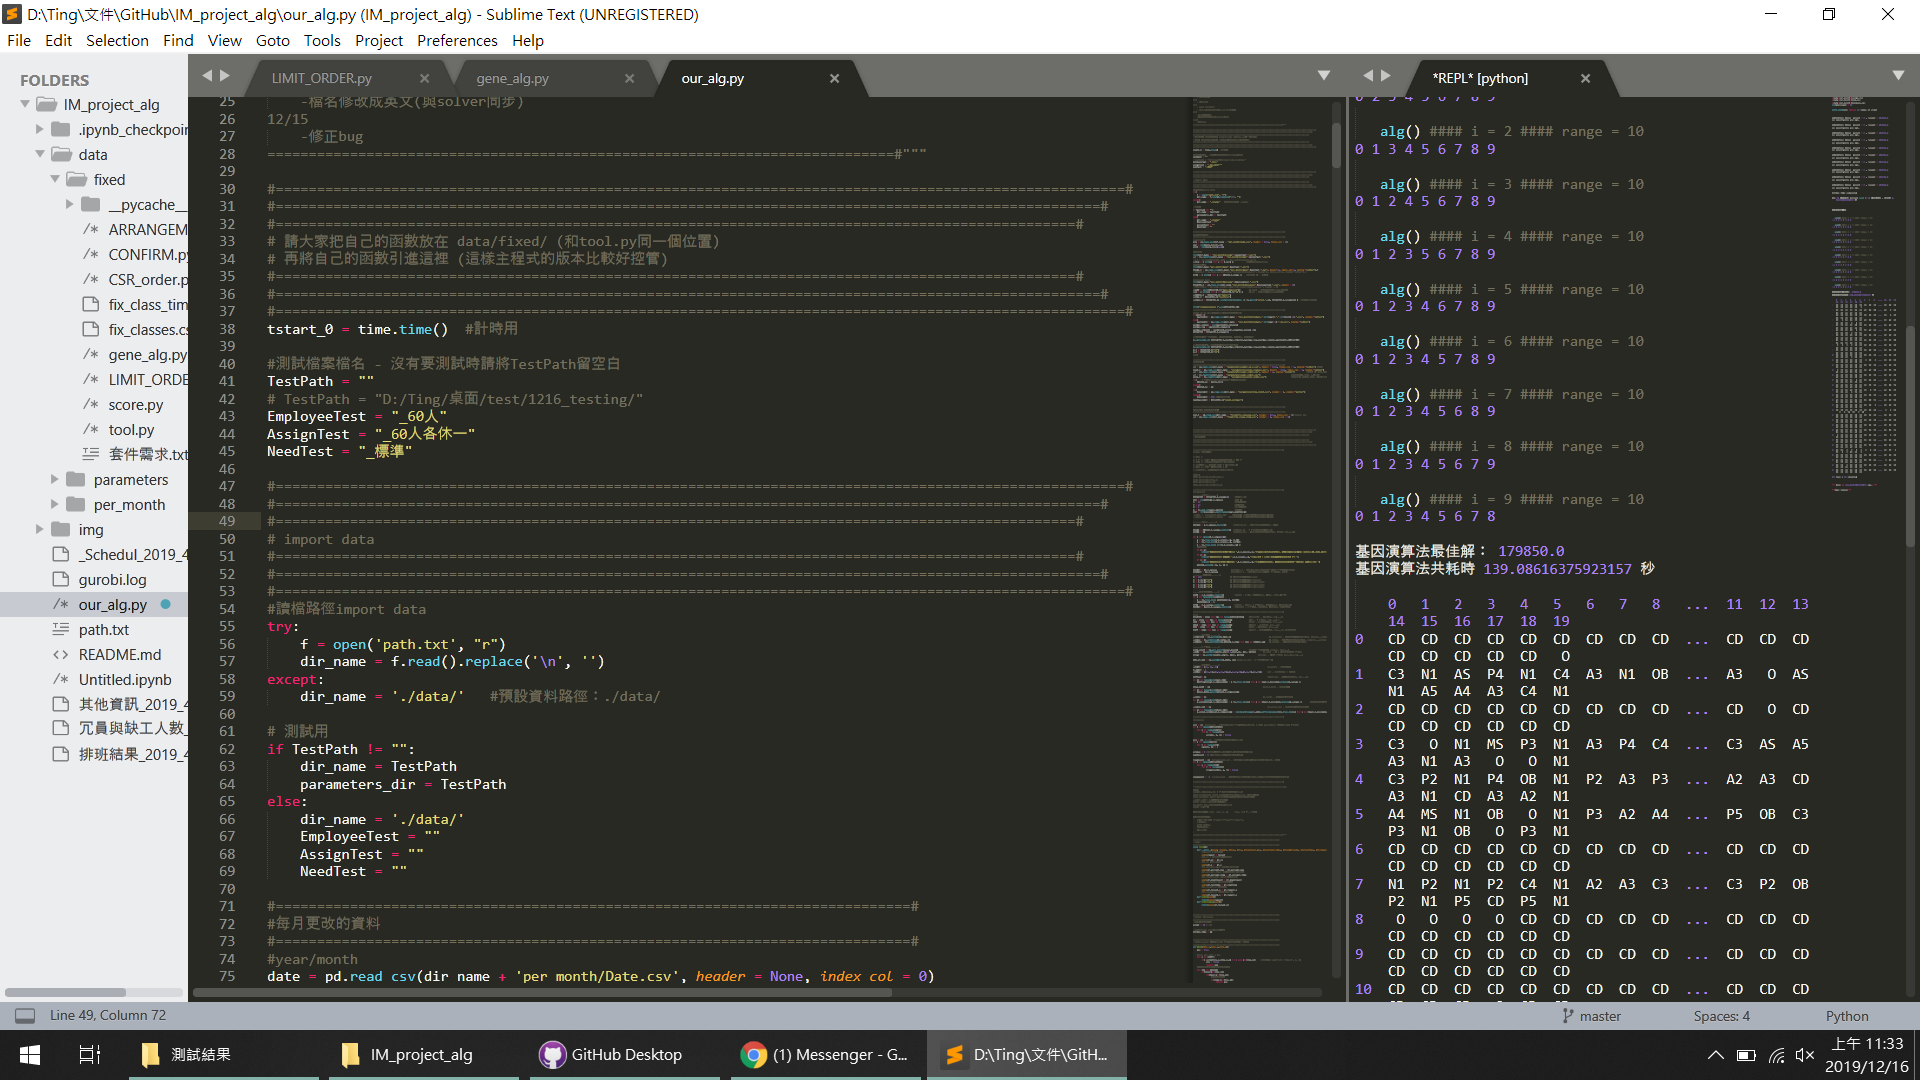 D:\Ting\文件\GitHub\IM_project_alg\our_alg.py (IM_project_alg) - Sublime Text (UNREGISTERED)
File Edit Selection Find View Goto Tools Project Preferences Help
FOLDERS
IM_project_alg
.ipynb_checkpoin
data
fixed
__pycache__
ARRANGEM
CONFIRM.py
CSR_order.p
fix_class_tim
fix_classes.cs
gene_alg.py
LIMIT_ORDE
score.py
tool.py
套件需求.txt
parameters
per_month
img
_Schedul_2019_4
gurobi.log
our_alg.py
path.txt
README.md
Untitled.ipynb
其他資訊_2019_4
冗員與缺工人數_
排班結果_2019_4
LIMIT_ORDER.py
gene_alg.py
our_alg.py
25 -檔名修改成英文(與solver同步)
26 12/15
27 -修正bug
28 ============================================================================#"""
29
30 #=======================================================================================================#
31 #====================================================================================================#
32 #=================================================================================================#
33 # 請大家把自己的函數放在 data/fixed/ (和tool.py同一個位置)
34 # 再將自己的函數引進這裡 (這樣主程式的版本比較好控管)
35 #=================================================================================================#
36 #====================================================================================================#
37 #=======================================================================================================#
38 tstart_0 = time.time()  #計時用
39
40 #測試檔案檔名 - 沒有要測試時請將TestPath留空白
41 TestPath = ""
42 # TestPath = "D:/Ting/桌面/test/1216_testing/"
43 EmployeeTest = "_60人"
44 AssignTest = "_60人各休一"
45 NeedTest = "_標準"
46
47 #=======================================================================================================#
48 #====================================================================================================#
49 #=================================================================================================#
50 # import data
51 #=================================================================================================#
52 #====================================================================================================#
53 #=======================================================================================================#
54 #讀檔路徑import data
55 try:
56     f = open('path.txt', "r")
57     dir_name = f.read().replace('\n', '')
58 except:
59     dir_name = './data/'   #預設資料路徑：./data/
60
61 # 測試用
62 if TestPath != "":
63     dir_name = TestPath
64     parameters_dir = TestPath
65 else:
66     dir_name = './data/'
67     EmployeeTest = ""
68     AssignTest = ""
69     NeedTest = ""
70
71 #=============================================================================#
72 #每月更改的資料
73 #=============================================================================#
74 #year/month
75 date = pd.read_csv(dir_name + 'per_month/Date.csv', header = None, index_col = 0)
*REPL* [python]
0 2 3 4 5 6 7 8 9
alg() #### i = 2 #### range = 10
0 1 3 4 5 6 7 8 9
alg() #### i = 3 #### range = 10
0 1 2 4 5 6 7 8 9
alg() #### i = 4 #### range = 10
0 1 2 3 5 6 7 8 9
alg() #### i = 5 #### range = 10
0 1 2 3 4 6 7 8 9
alg() #### i = 6 #### range = 10
0 1 2 3 4 5 7 8 9
alg() #### i = 7 #### range = 10
0 1 2 3 4 5 6 8 9
alg() #### i = 8 #### range = 10
0 1 2 3 4 5 6 7 9
alg() #### i = 9 #### range = 10
0 1 2 3 4 5 6 7 8
基因演算法最佳解： 179850.0
基因演算法共耗時 139.08616375923157 秒
0 1 2 3 4 5 6 7 8 ... 11 12 13
14 15 16 17 18 19
0 CD CD CD CD CD CD CD CD CD ... CD CD CD
CD CD CD CD CD O
1 C3 N1 AS P4 N1 C4 A3 N1 OB ... A3 O AS
N1 A5 A4 A3 C4 N1
2 CD CD CD CD CD CD CD CD CD ... CD O CD
CD CD CD CD CD CD
3 C3 O N1 MS P3 N1 A3 P4 C4 ... C3 AS A5
A3 N1 A3 O O N1
4 C3 P2 N1 P4 OB N1 P2 A3 P3 ... A2 A3 CD
A3 N1 CD A3 A2 N1
5 A4 MS N1 OB O N1 P3 A2 A4 ... P5 OB C3
P3 N1 OB O P3 N1
6 CD CD CD CD CD CD CD CD CD ... CD CD CD
CD CD CD CD CD CD
7 N1 P2 N1 P2 C4 N1 A2 A3 C3 ... C3 P2 OB
P2 N1 P5 CD P5 N1
8 O O O O CD CD CD CD CD ... CD CD CD
CD CD CD CD CD CD
9 CD CD CD CD CD CD CD CD CD ... CD CD CD
CD CD CD CD CD CD
10 CD CD CD CD CD CD CD CD CD ... CD CD CD
Line 49, Column 72
master
Spaces: 4
Python
測試結果
IM_project_alg
GitHub Desktop
(1) Messenger - G...
D:\Ting\文件\GitH...
上午 11:33
2019/12/16